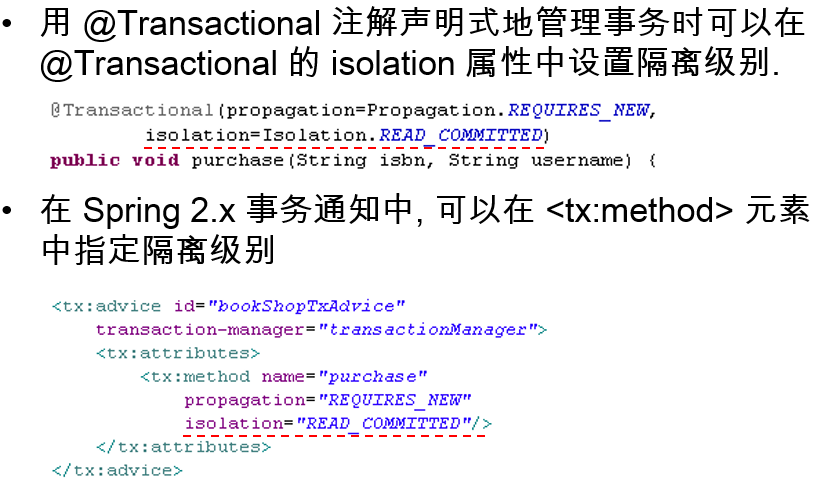 • 用 @Transactional 注解声明式地管理事务时可以在
@Transactional 的 isolation 属性中设置隔离级别.
@Transactional(propagation=Propagation.REQUIRES_NEW,
isolation=Isolation.READ_COMMITTED)
public void purchase(String isbn, String username) {
• 在 Spring 2.x 事务通知中, 可以在 <tx:method> 元素
中指定隔离级别
<tx:advice id="bookShopTxAdvice"
transaction-manager="transactionManager">
<tx:attributes>
<tx:method name="purchase"
propagation="REQUIRES_NEW"
isolation="READ_COMMITTED"/>
</tx:attributes>
</tx:advice>